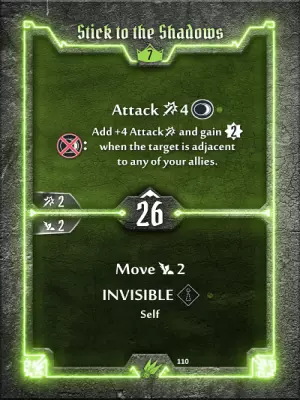 Stick to the Shadows
7
Attack 4
Add +4 Attack and gain 2
: when the target is adjacent
to any of your allies.
2
26
2
Move 2
INVISIBLE
Self
110